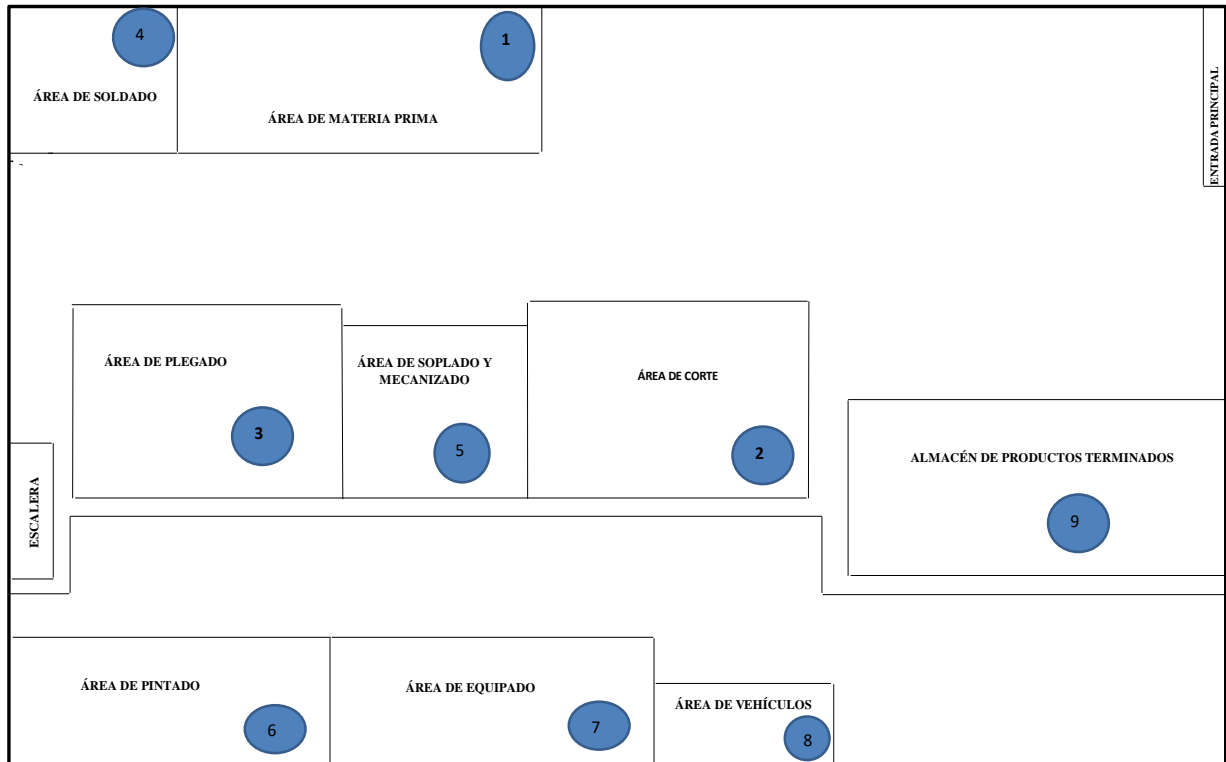 4
1
ÁREA DE SOLDADO
ÁREA DE MATERIA PRIMA
ENTRADA PRINCIPAL
ÁREA DE PLEGADO
ÁREA DE SOPLADO Y
MECANIZADO
ÁREA DE CORTE
3
5
2
ALMACÉN DE PRODUCTOS TERMINADOS
9
ESCALERA
ÁREA DE PINTADO
ÁREA DE EQUIPADO
ÁREA DE VEHÍCULOS
6
7
8